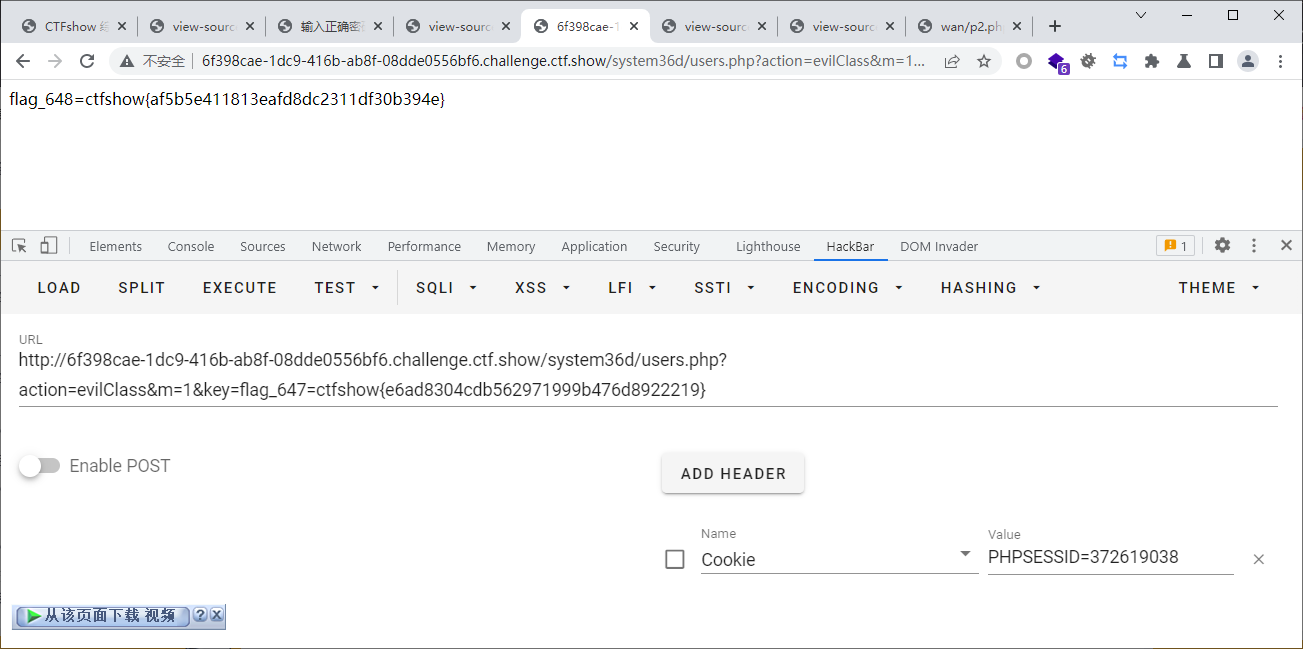 CTFshow 红
view-sourc
输入正确密
view-sourc
6f398cae-1
view-sourc
view-sourc
wan/p2.ph
不安全 6f398cae-1dc9-416b-ab8f-08dde0556bf6.challenge.ctf.show/system36d/users.php?action=evilClass&m=1...
6
flag_648=ctfshow{af5b5e411813eafd8dc2311df30b394e}
Elements Console Sources Network Performance Memory Application Security Lighthouse HackBar DOM Invader 1
LOAD SPLIT EXECUTE TEST SQLI XSS LFI SSTI ENCODING HASHING THEME
URL
http://6f398cae-1dc9-416b-ab8f-08dde0556bf6.challenge.ctf.show/system36d/users.php?
action=evilClass&m=1&key=flag_647=ctfshow{e6ad8304cdb562971999b476d8922219}
Enable POST
ADD HEADER
Name
Cookie
Value
PHPSESSID=372619038
从该页面下载 视频 ?